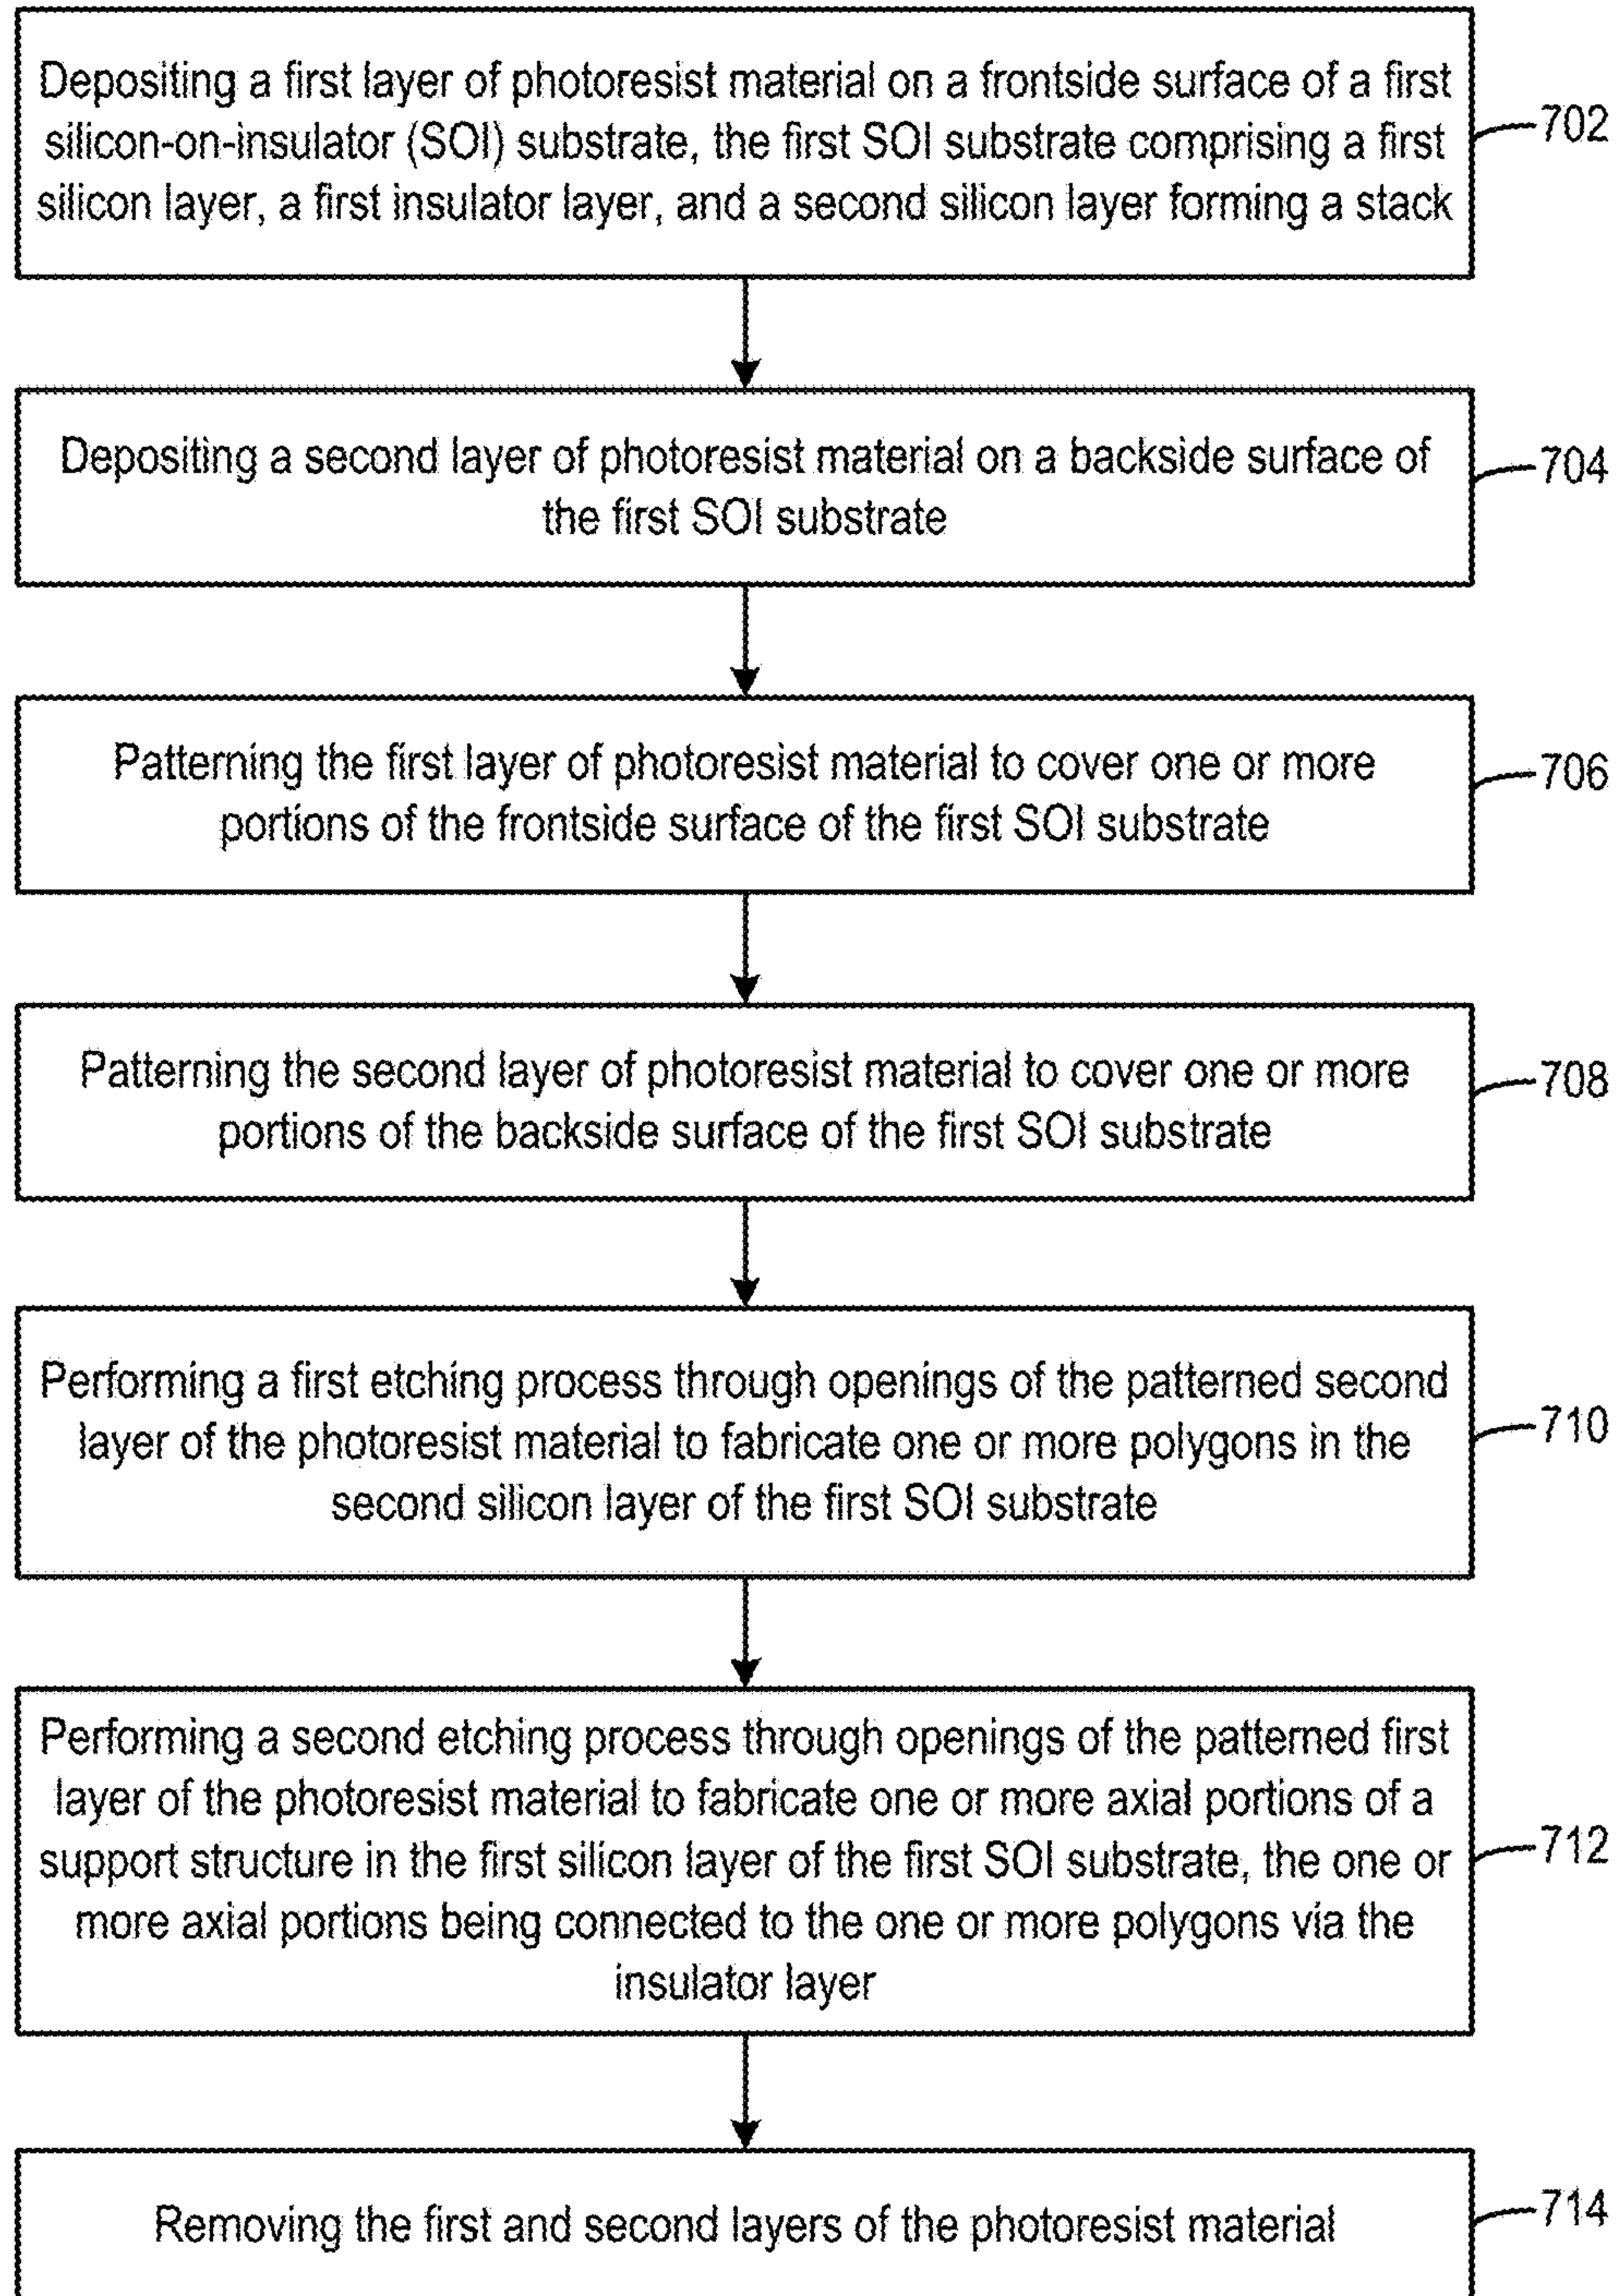 Depositing a first layer of photoresist material on a frontside surface of a first
silicon-on-insulator (SOI) substrate, the first SOI substrate comprising a first
silicon layer, a first insulator layer, and a second silicon layer forming a stack
702
Depositing a second layer of photoresist material on a backside surface of
the first SOI substrate
704
Patterning the first layer of photoresist material to cover one or more
portions of the frontside surface of the first SOI substrate
706
Patterning the second layer of photoresist material to cover one or more
portions of the backside surface of the first SOI substrate
708
Performing a first etching process through openings of the patterned second
layer of the photoresist material to fabricate one or more polygons in the
second silicon layer of the first SOI substrate
710
Performing a second etching process through openings of the patterned first
layer of the photoresist material to fabricate one or more axial portions of a
support structure in the first silicon layer of the first SOI substrate, the one or
more axial portions being connected to the one or more polygons via the
insulator layer
712
Removing the first and second layers of the photoresist material
714